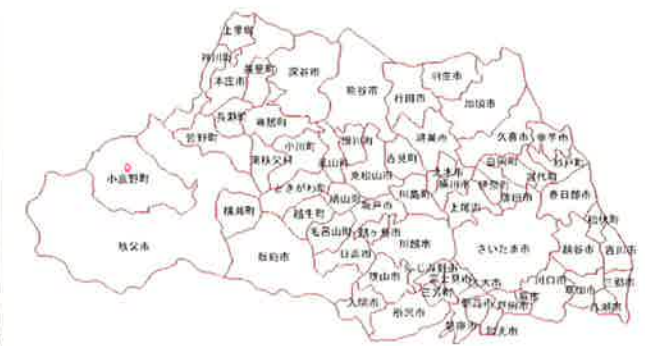 上里町
神川町
本庄市
美里町
深谷市
熊谷市
行田市
羽生市
加須市
長瀞町
皆野町
寄居町
小川町
東秩父村
滑川町
嵐山町
東松山市
吉見町
鴻巣市
久喜市
幸手市
杉戸町
宮代町
白岡町
伊奈町
蓮田市
北本市
桶川市
上尾市
川島町
春日部市
松伏町
小鹿野町
秩父市
横瀬町
ときがわ町
越生町
鳩山町
毛呂山町
坂戸市
鶴ヶ島市
川越市
さいたま市
越谷市
吉川市
飯能市
日高市
狭山市
入間市
所沢市
ふじみ野市
富士見市
三芳町
志木市
新座市
朝霞市
和光市
戸田市
蕨市
川口市
草加市
八潮市
三郷市